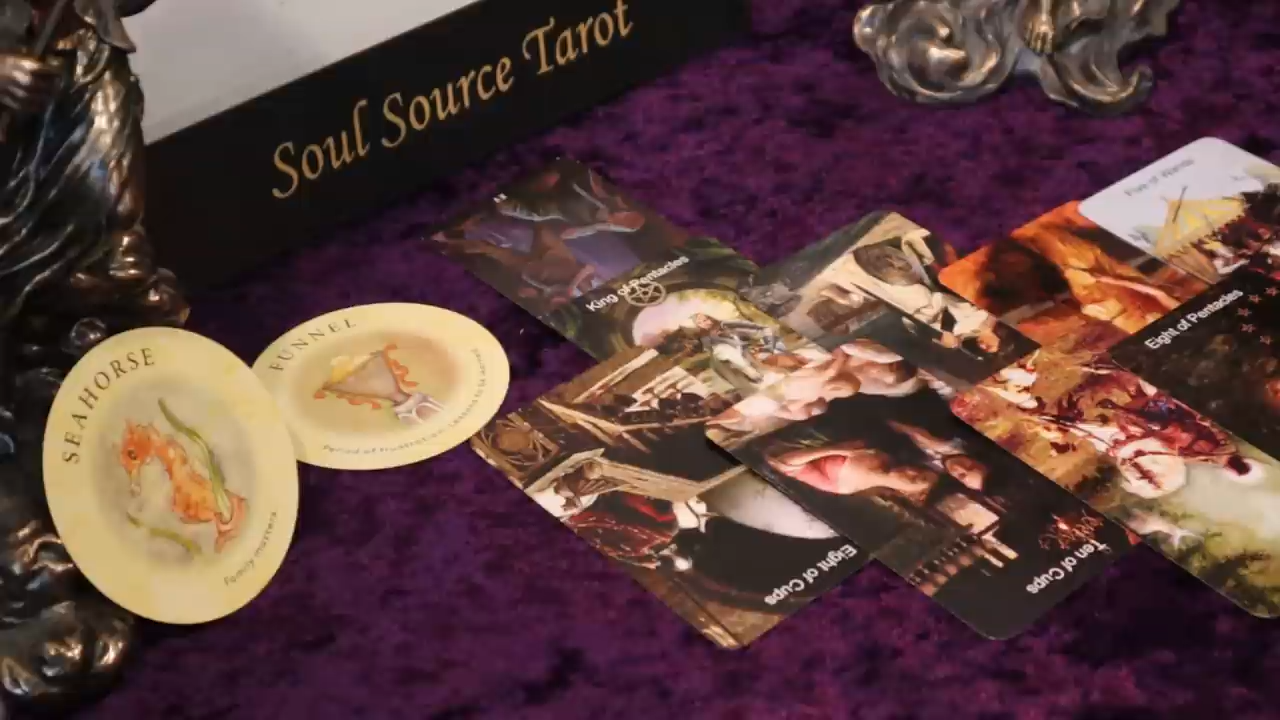 Soul Source Tarot
Five of Wands
King of Pentacles
Eight of Pentacles
FUNNEL
SEAHORSE
Family matters
Eight of Cups
Ten of Cups